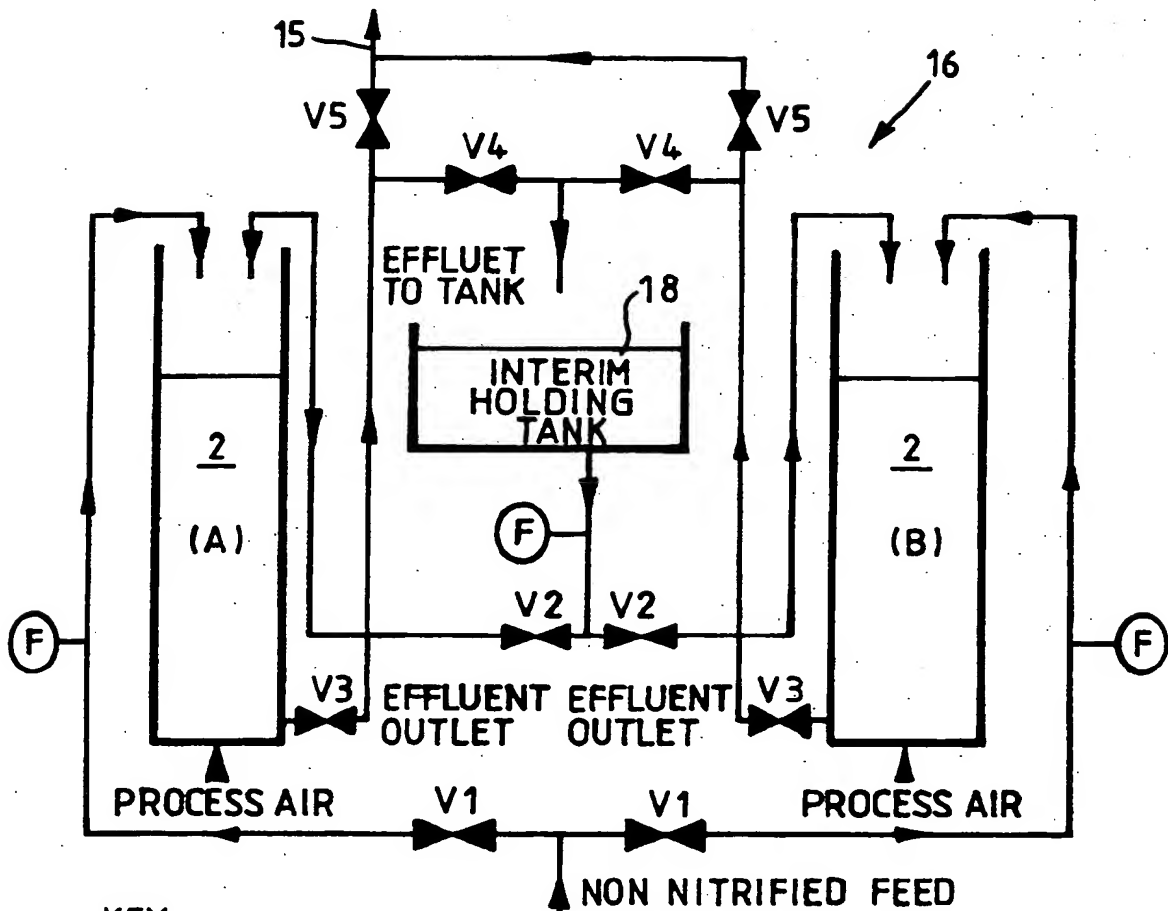 15
16
V5
V5
V4
V4
EFFLUET
TO TANK
18
INTERIM
HOLDING
TANK
2
(A)
2
(B)
F
V2
V2
F
F
V3
EFFLUENT
OUTLET
EFFLUENT
OUTLET
V3
PROCESS AIR
PROCESS AIR
V1
V1
NON NITRIFIED FEED